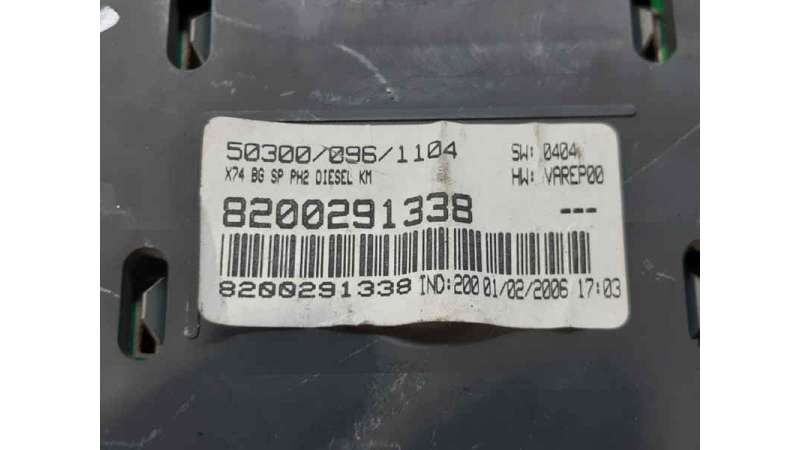 50300/096/1104 SW: 0404
X74 BG SP PH2 DIESEL KM HW: VAREP00
8200291338 ---
8200291338 IND:200 01/02/2006 17:03